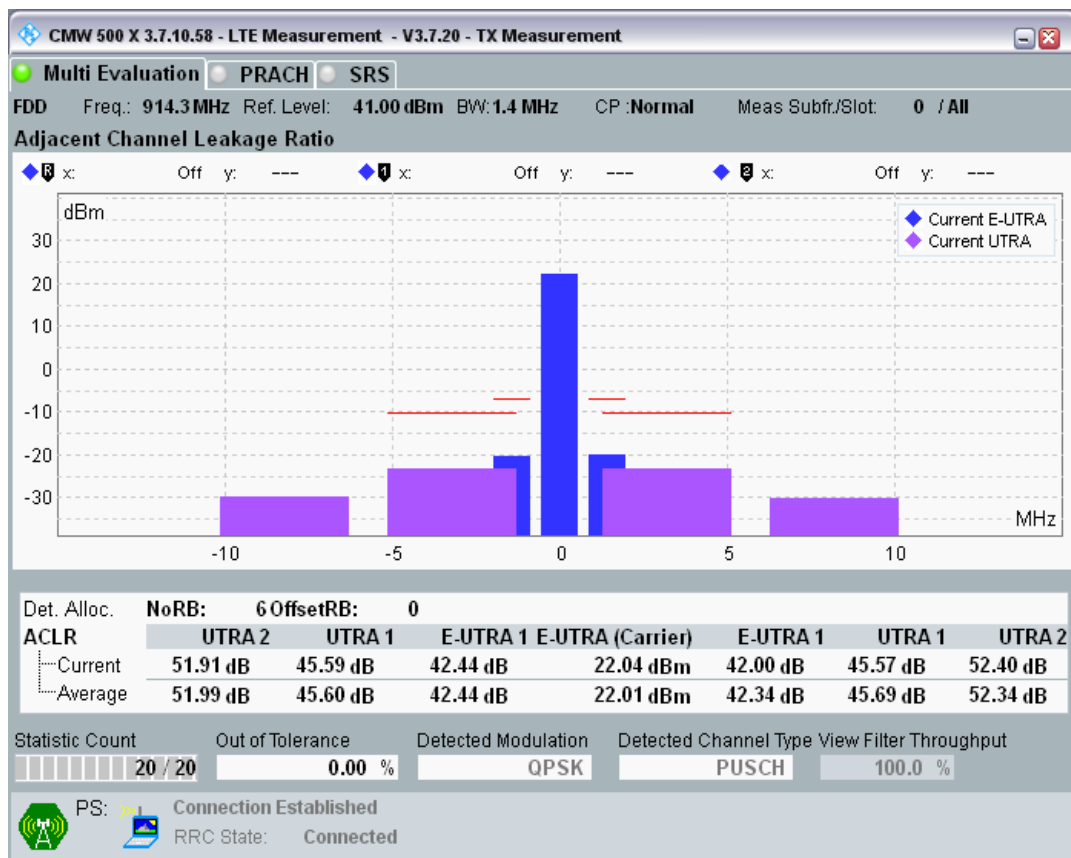 CMW 500 X 3.7.10.58 - LTE Measurement - V3.7.20 - TX Measurement
Multi Evaluation PRACH SRS
FDD Freq.: 914.3 MHz Ref. Level: 41.00 dBm BW: 1.4 MHz CP :Normal Meas Subfr./Slot: 0 / All
Adjacent Channel Leakage Ratio
R x: Off y: --- 1 x: Off y: --- 2 x: Off y: ---
dBm
Current E-UTRA
Current UTRA
30
20
10
0
-10
-20
-30
MHz
-10 -5 0 5 10
Det. Alloc. NoRB: 6 OffsetRB: 0
ACLR UTRA 2 UTRA 1 E-UTRA 1 E-UTRA (Carrier) E-UTRA 1 UTRA 1 UTRA 2
Current 51.91 dB 45.59 dB 42.44 dB 22.04 dBm 42.00 dB 45.57 dB 52.40 dB
Average 51.99 dB 45.60 dB 42.44 dB 22.01 dBm 42.34 dB 45.69 dB 52.34 dB
Statistic Count Out of Tolerance Detected Modulation Detected Channel Type View Filter Throughput
20 / 20 0.00 % QPSK PUSCH 100.0 %
PS: Connection Established
RRC State: Connected